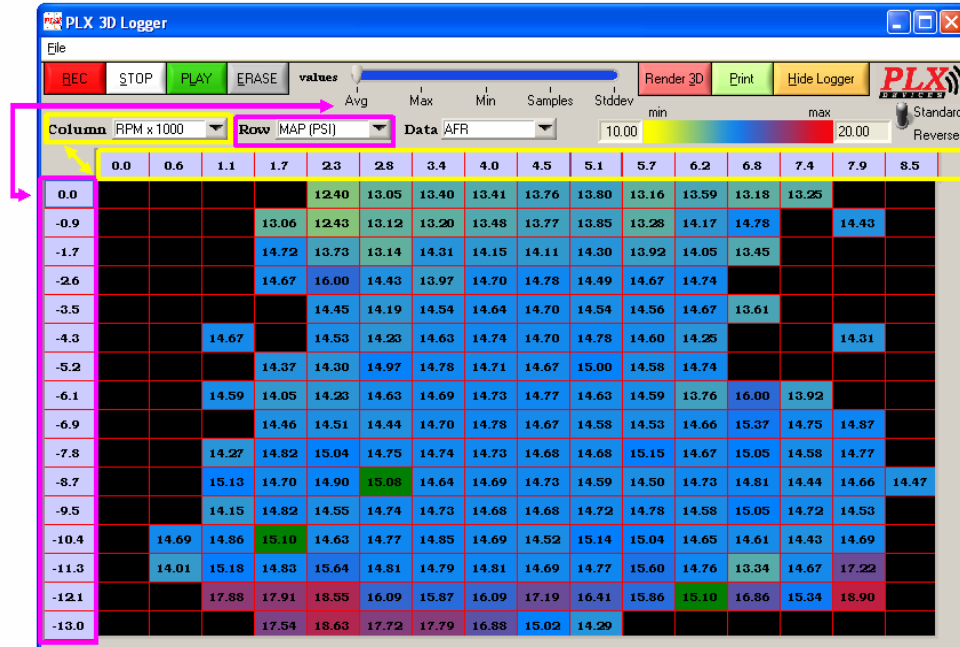 PLX 3D Logger
File
REC STOP PLAY ERASE values Avg Max Min Samples Stddev Render 3D Print Hide Logger PLX DEVICES
min max Standard
Column RPM x 1000 Row MAP (PSI) Data AFR 10.00 20.00 Reverse
0.0 0.6 1.1 1.7 2.3 2.8 3.4 4.0 4.5 5.1 5.7 6.2 6.8 7.4 7.9 8.5
0.0 12.40 13.05 13.40 13.41 13.76 13.80 13.16 13.59 13.18 13.25
-0.9 13.06 12.43 13.12 13.20 13.48 13.77 13.85 13.28 14.17 14.78 14.43
-1.7 14.72 13.73 13.14 14.31 14.15 14.11 14.30 13.92 14.05 13.45
-2.6 14.67 16.00 14.43 13.97 14.70 14.78 14.49 14.67 14.74
-3.5 14.45 14.19 14.54 14.64 14.70 14.54 14.56 14.67 13.61
-4.3 14.67 14.53 14.23 14.63 14.74 14.70 14.78 14.60 14.25 14.31
-5.2 14.37 14.30 14.97 14.78 14.71 14.67 15.00 14.58 14.74
-6.1 14.59 14.05 14.23 14.63 14.69 14.73 14.77 14.63 14.59 13.76 16.00 13.92
-6.9 14.46 14.51 14.44 14.70 14.78 14.67 14.58 14.53 14.66 15.37 14.75 14.87
-7.8 14.27 14.82 15.04 14.75 14.74 14.73 14.68 14.68 15.15 14.67 15.05 14.58 14.77
-8.7 15.13 14.70 14.90 15.08 14.64 14.69 14.73 14.59 14.50 14.73 14.81 14.44 14.66 14.47
-9.5 14.15 14.82 14.55 14.74 14.73 14.68 14.68 14.72 14.78 14.58 15.05 14.72 14.53
-10.4 14.69 14.86 15.10 14.63 14.77 14.85 14.69 14.52 15.14 15.04 14.65 14.61 14.43 14.69
-11.3 14.01 15.18 14.83 15.64 14.81 14.79 14.81 14.69 14.77 15.60 14.76 13.34 14.67 17.22
-12.1 17.88 17.91 18.55 16.09 15.87 16.09 17.19 16.41 15.86 15.10 16.86 15.34 18.90
-13.0 17.54 18.63 17.72 17.79 16.88 15.02 14.29